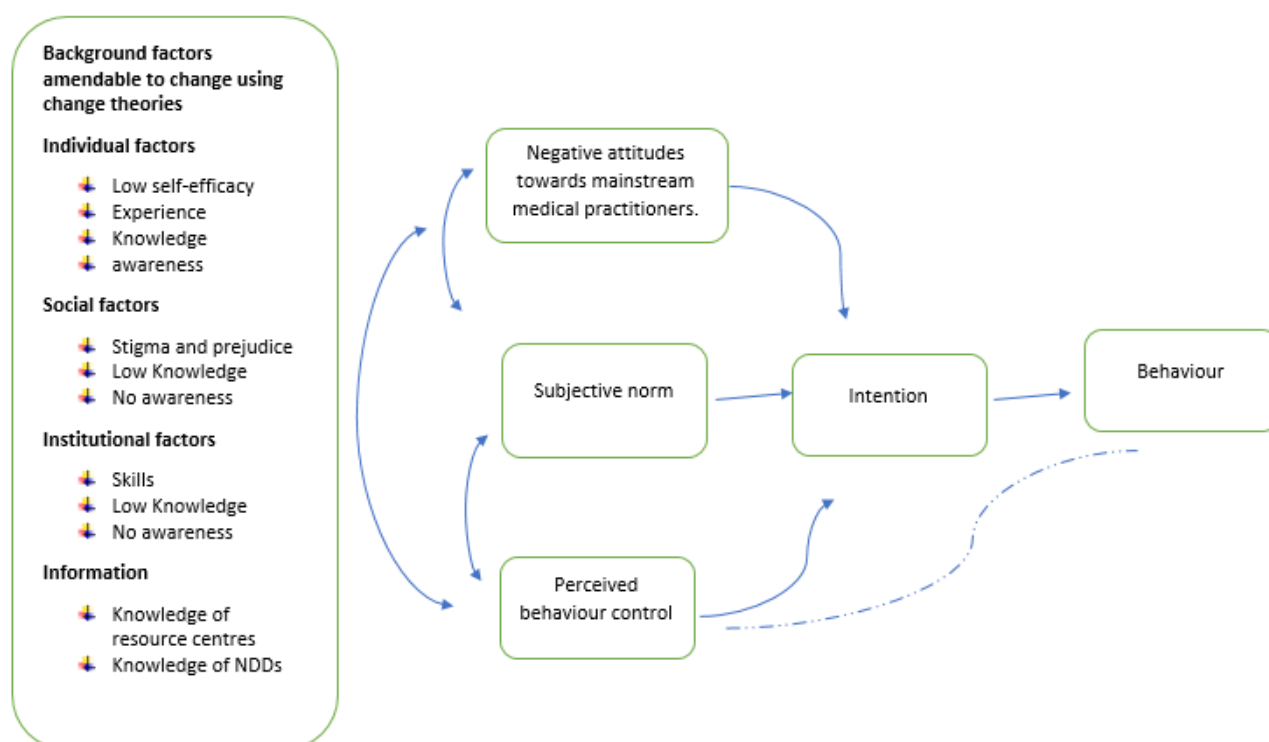 Background factors
amendable to change using
change theories
Individual factors
Low self-efficacy
Experience
Knowledge
awareness
Social factors
Stigma and prejudice
Low Knowledge
No awareness
Institutional factors
Skills
Low Knowledge
No awareness
Information
Knowledge of
resource centres
Knowledge of NDDs
Negative attitudes
towards mainstream
medical practitioners.
Subjective norm
Perceived
behaviour control
Intention
Behaviour